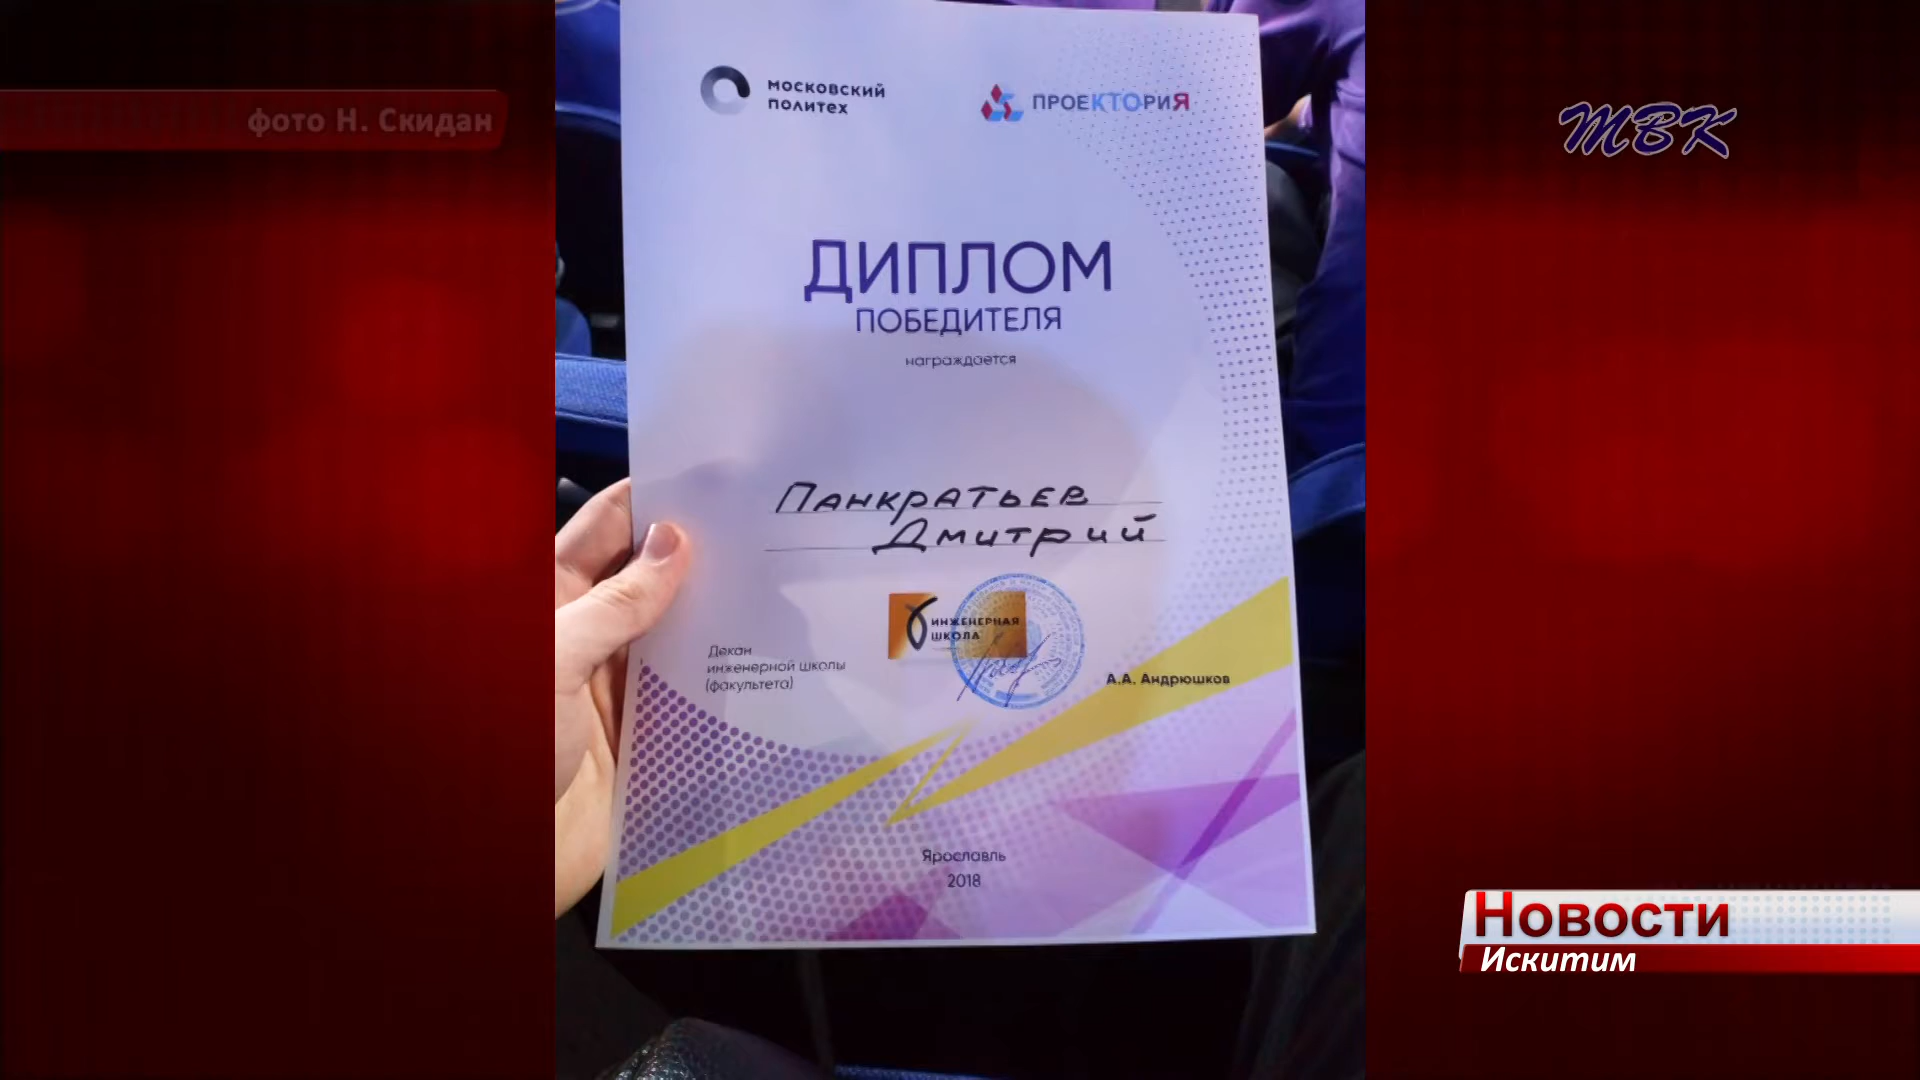 фото Н. Скидан
ТВК
МОСКОВСКИЙ
ПОЛИТЕХ
ПРОЕКТОРИЯ
ДИПЛОМ
ПОБЕДИТЕЛЯ
награждается
ПАНКРАТЬЕВ
ДМИТРИЙ
ИНЖЕНЕРНАЯ
ШКОЛА
Декан
инженерной школы
(факультета)
А.А. Андрюшков
Ярославль
2018
Новости
Искитим